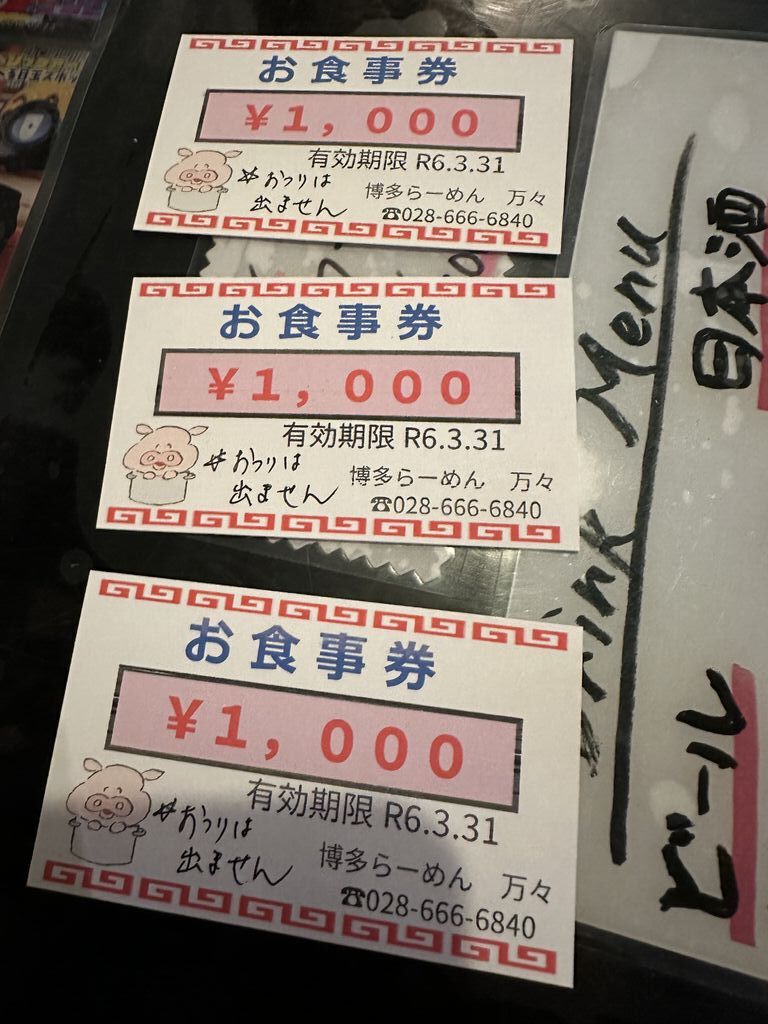 お食事券
¥1,000
有効期限 R6.3.31
※おつりは
出ません
博多らーめん 万々
☎028-666-6840
お食事券
¥1,000
有効期限 R6.3.31
※おつりは
出ません
博多らーめん 万々
☎028-666-6840
お食事券
¥1,000
有効期限 R6.3.31
※おつりは
出ません
博多らーめん 万々
☎028-666-6840
Drink Menu
日本酒
ビール